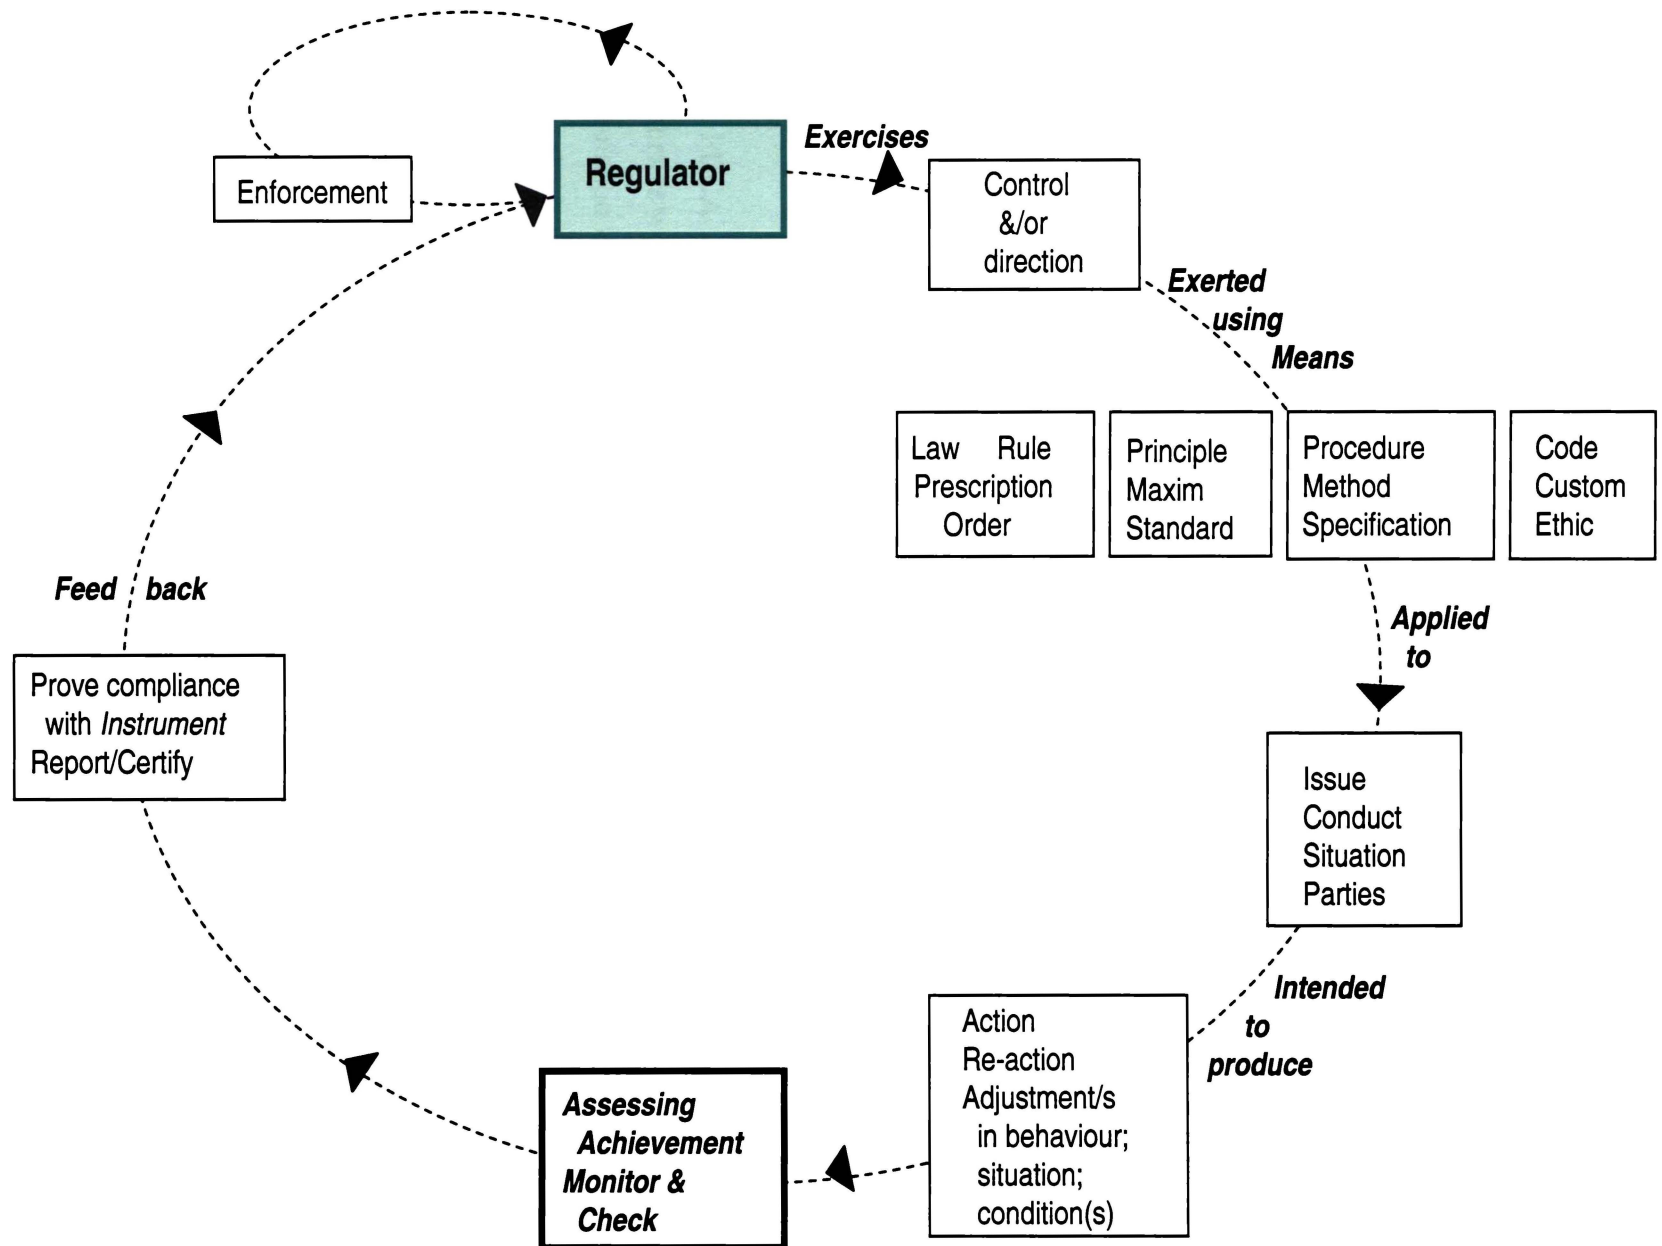 Regulator
Exercises
Enforcement
Control
&/or
direction
Exerted
using
Means
Law Rule
Prescription
Order
Principle
Maxim
Standard
Procedure
Method
Specification
Code
Custom
Ethic
Applied
to
Issue
Conduct
Situation
Parties
Intended
to
produce
Action
Re-action
Adjustment/s
in behaviour;
situation;
condition(s)
Assessing
Achievement
Monitor &
Check
Prove compliance
with Instrument
Report/Certify
Feed back